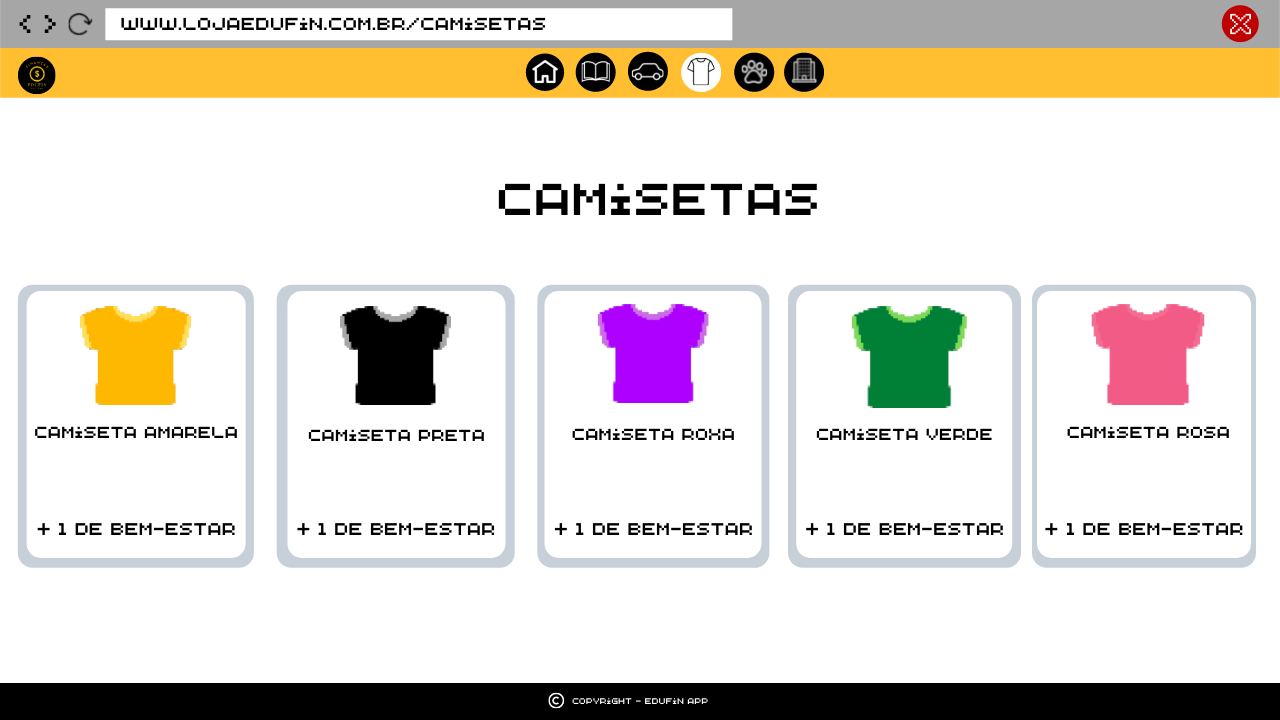 WWW.LOJAEDUFIN.COM.BR/CAMISETAS
$
CAMISETAS
CAMISETA AMARELA
CAMISETA PRETA
CAMISETA ROXA
CAMISETA VERDE
CAMISETA ROSA
+ 1 DE BEM-ESTAR
+ 1 DE BEM-ESTAR
+ 1 DE BEM-ESTAR
+ 1 DE BEM-ESTAR
+ 1 DE BEM-ESTAR
© COPYRIGHT - EDUFIN APP